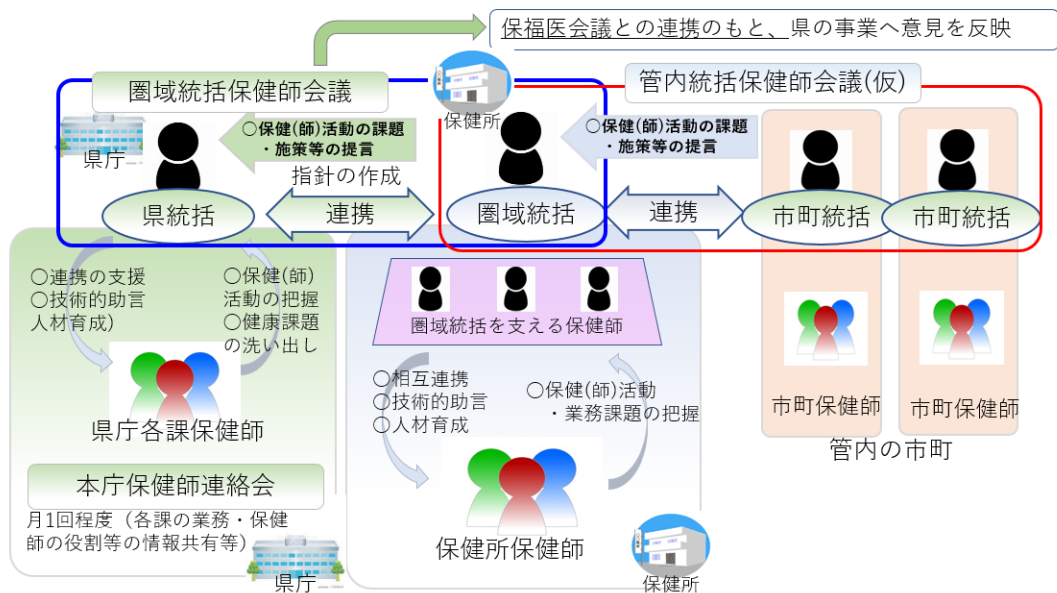 保福医会議との連携のもと、県の事業へ意見を反映
圏域統括保健師会議
保健所
管内統括保健師会議(仮)
県庁
○保健(師)活動の課題
・施策等の提言
○保健(師)活動の課題
・施策等の提言
指針の作成
県統括
連携
圏域統括
連携
市町統括
市町統括
○連携の支援
○技術的助言
人材育成)
○保健(師)
活動の把握
○健康課題
の洗い出し
県庁各課保健師
本庁保健師連絡会
月1回程度（各課の業務・保健
師の役割等の情報共有等）
県庁
圏域統括を支える保健師
○相互連携
○技術的助言
○人材育成
○保健(師)活動
・業務課題の把握
保健所保健師
保健所
市町保健師
市町保健師
管内の市町